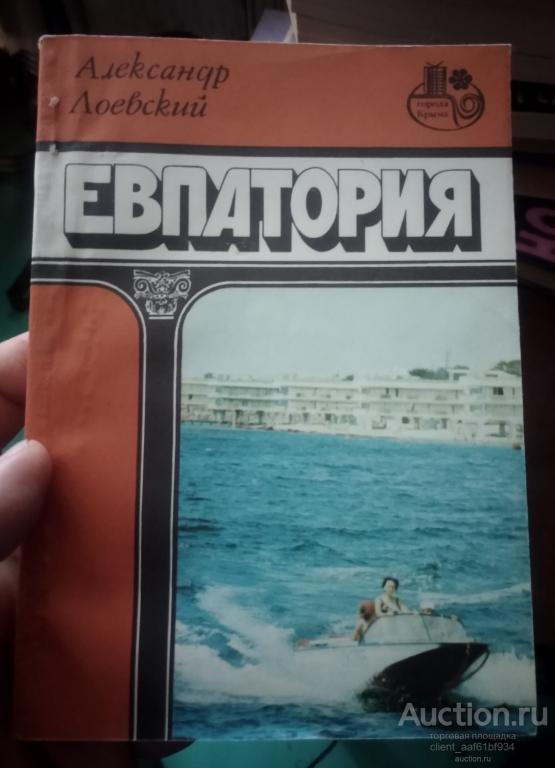 Александр
Лоевский
города
Крыма
ЕВПАТОРИЯ
Auction.ru
торговая площадка
client_aaf61bf934
auction.ru